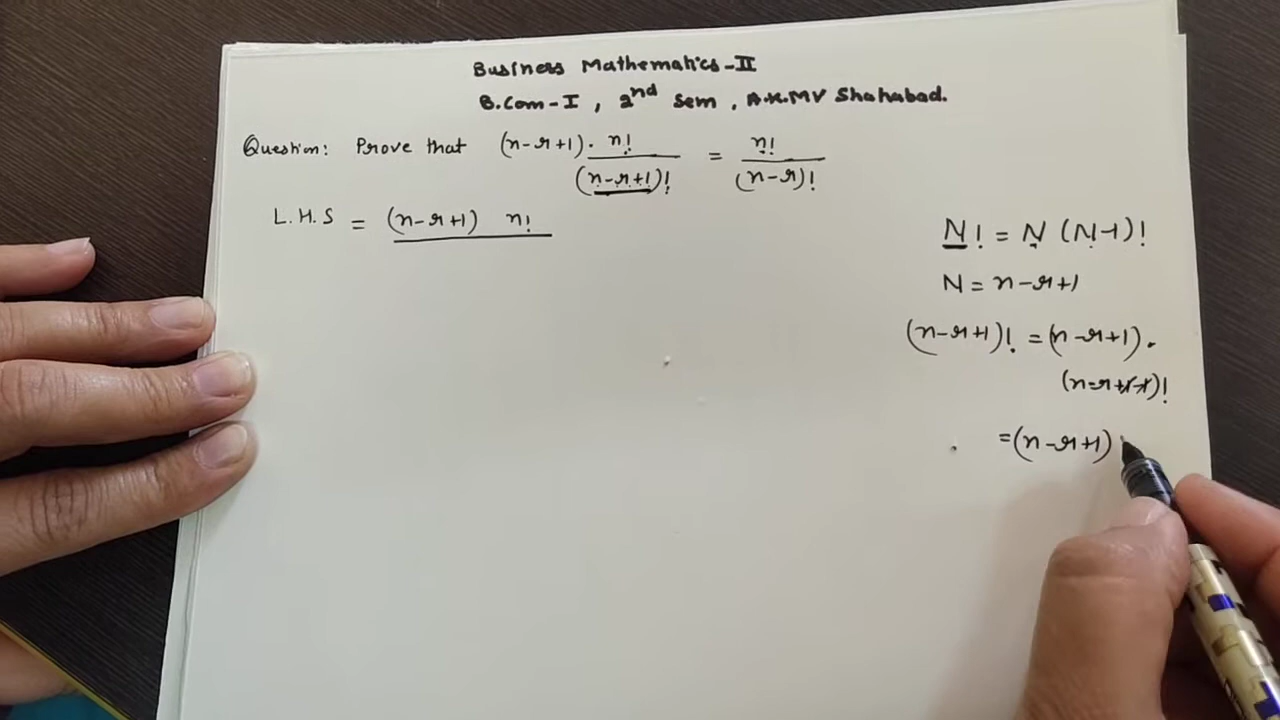 Business Mathematics-II
B.Com-I, 2nd Sem, A.K.MV Shahabad.
Question: Prove that (n-r+1). n!/(n-r+1)! = n!/(n-r)!
L.H.S = (n-r+1) n!
N! = N (N-1)!
N = n-r+1
(n-r+1)! = (n-r+1).
(n-r+1-1)!
=(n-r+1)